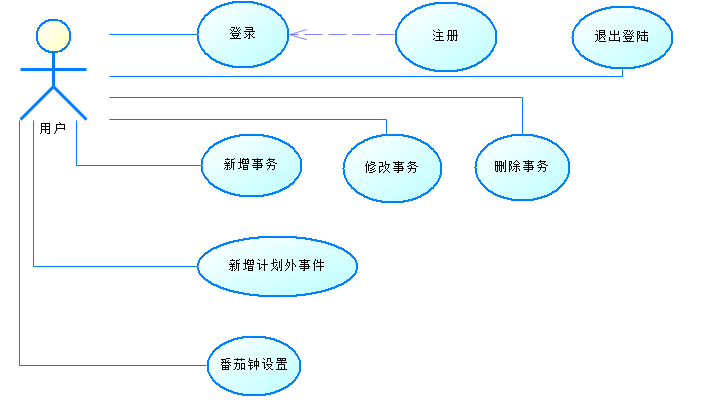 登录
注册
退出登陆
用户
新增事务
修改事务
删除事务
新增计划外事件
番茄钟设置